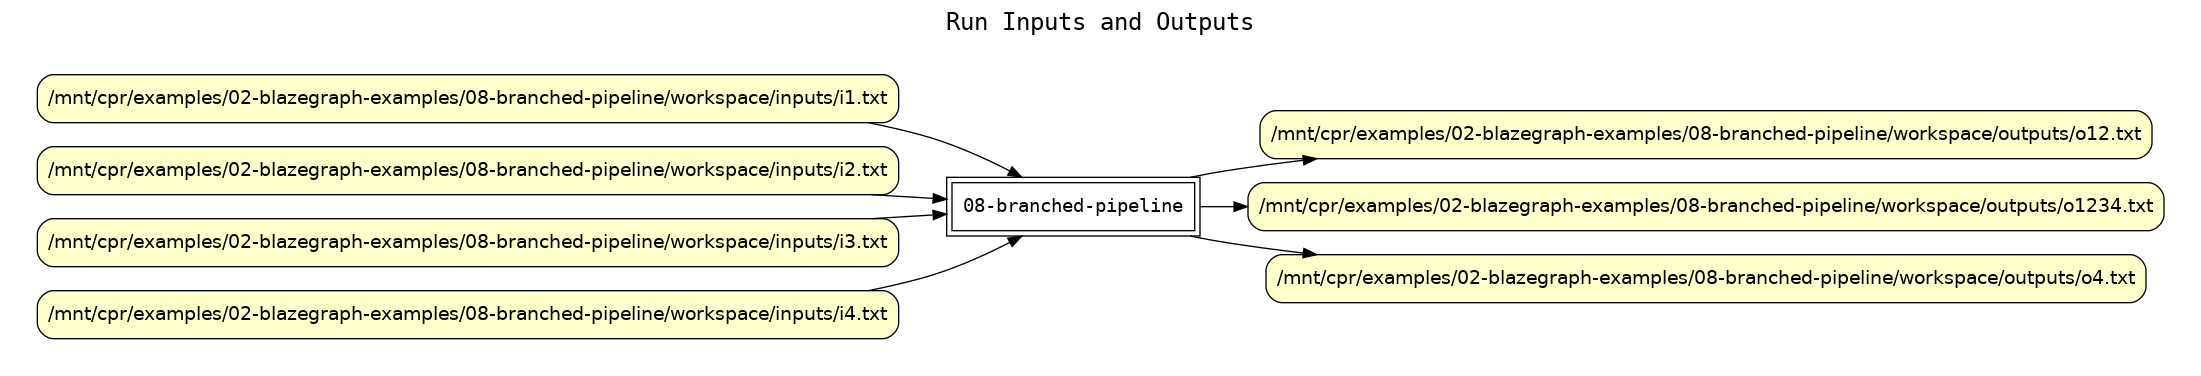 Run Inputs and Outputs
/mnt/cpr/examples/02-blazegraph-examples/08-branched-pipeline/workspace/inputs/i1.txt
/mnt/cpr/examples/02-blazegraph-examples/08-branched-pipeline/workspace/inputs/i2.txt
/mnt/cpr/examples/02-blazegraph-examples/08-branched-pipeline/workspace/inputs/i3.txt
/mnt/cpr/examples/02-blazegraph-examples/08-branched-pipeline/workspace/inputs/i4.txt
08-branched-pipeline
/mnt/cpr/examples/02-blazegraph-examples/08-branched-pipeline/workspace/outputs/o12.txt
/mnt/cpr/examples/02-blazegraph-examples/08-branched-pipeline/workspace/outputs/o1234.txt
/mnt/cpr/examples/02-blazegraph-examples/08-branched-pipeline/workspace/outputs/o4.txt